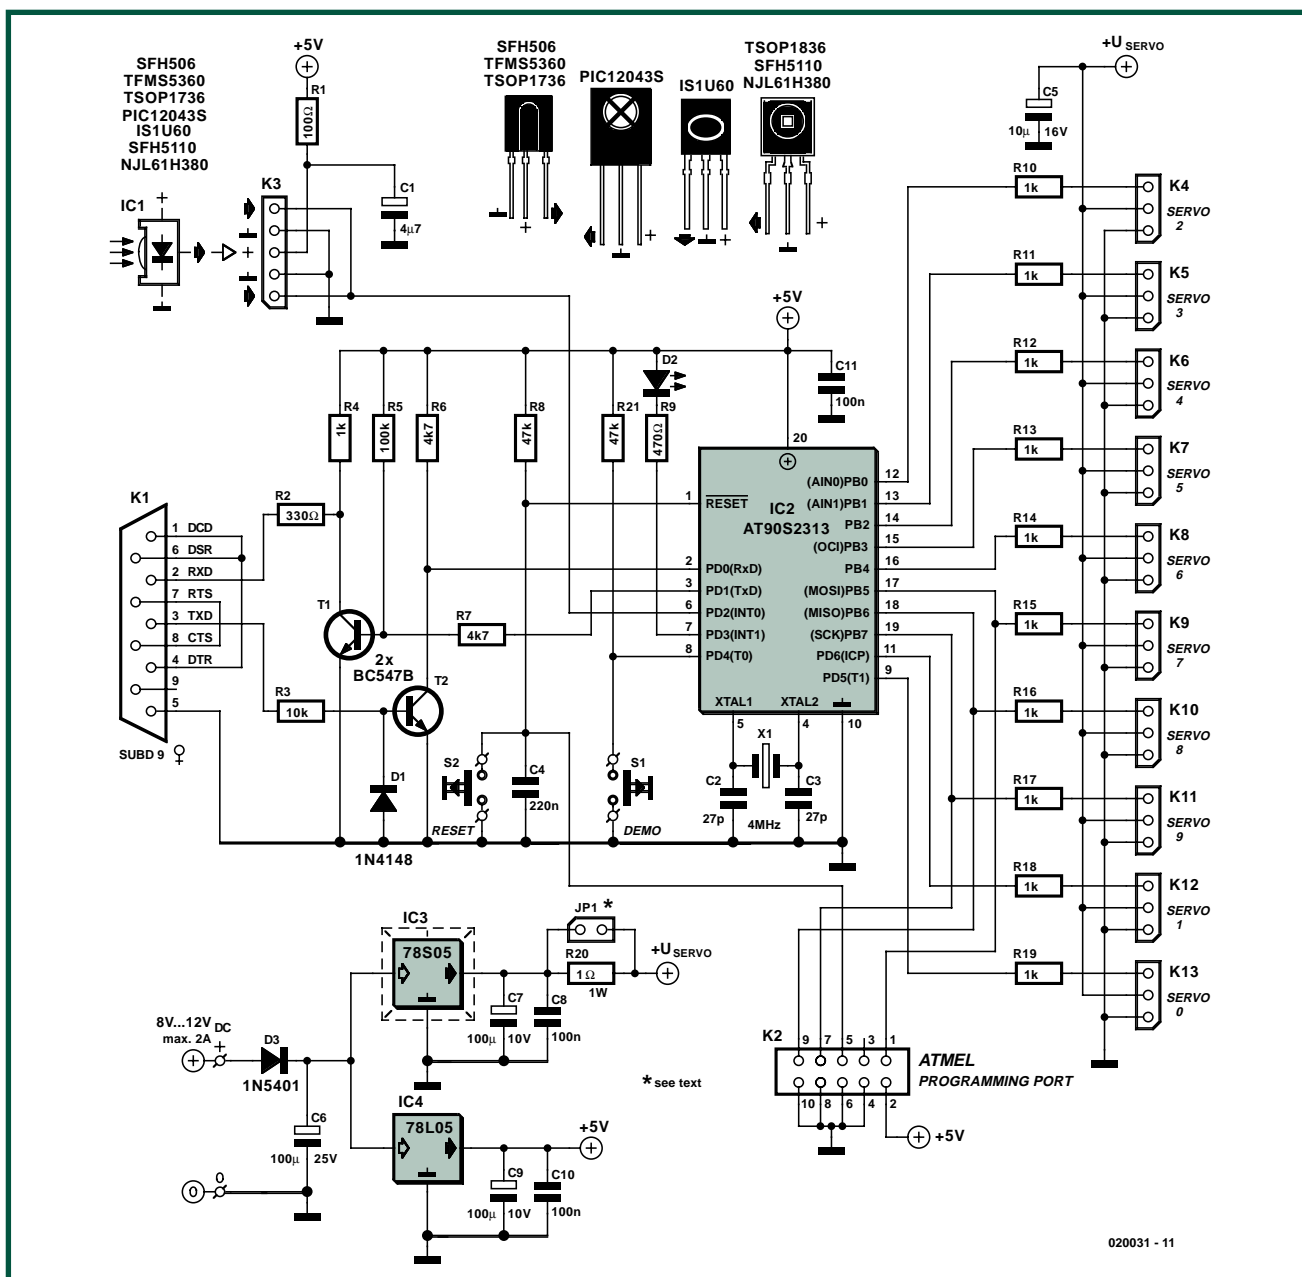 +5V
SFH506
TFMS5360
TSOP1736
PIC12043S
IS1U60
SFH5110
NJL61H380
IC1
+
K3
+
R1
100Ω
C1
4μ7
SFH506
TFMS5360
TSOP1736
+
PIC12043S
+
IS1U60
+
TSOP1836
SFH5110
NJL61H380
+
+U SERVO
C5
10μ
16V
R10
1k
K4
SERVO
2
R11
1k
K5
SERVO
3
R12
1k
K6
SERVO
4
R13
1k
K7
SERVO
5
R14
1k
K8
SERVO
6
R15
1k
K9
SERVO
7
R16
1k
K10
SERVO
8
R17
1k
K11
SERVO
9
R18
1k
K12
SERVO
1
R19
1k
K13
SERVO
0
+5V
C11
100n
D2
R4
1k
R5
100k
R6
4k7
R8
47k
R21
47k
R9
470Ω
20
IC2
AT90S2313
1 RESET
2 PD0(RxD)
3 PD1(TxD)
6 PD2(INT0)
7 PD3(INT1)
8 PD4(T0)
(AIN0)PB0 12
(AIN1)PB1 13
PB2 14
(OCI)PB3 15
PB4 16
(MOSI)PB5 17
(MISO)PB6 18
(SCK)PB7 19
PD6(ICP) 11
PD5(T1) 9
XTAL1
XTAL2
5
4
10
X1
C2
27p
4MHz
C3
27p
K1
1 DCD
6 DSR
2 RXD
7 RTS
3 TXD
8 CTS
4 DTR
9
5
SUBD 9 ♀
R2
330Ω
T1
2x
BC547B
T2
R7
4k7
R3
10k
D1
1N4148
S2
RESET
C4
220n
S1
DEMO
IC3
78S05
JP1 *
R20
1Ω
1W
+U SERVO
C7
100μ
10V
C8
100n
8V...12V DC
max. 2A
+
D3
1N5401
C6
100μ
25V
0
0
IC4
78L05
+5V
C9
100μ
10V
C10
100n
* see text
K2
9 7 5 3 1
10 8 6 4 2
ATMEL
PROGRAMMING PORT
+5V
020031 - 11